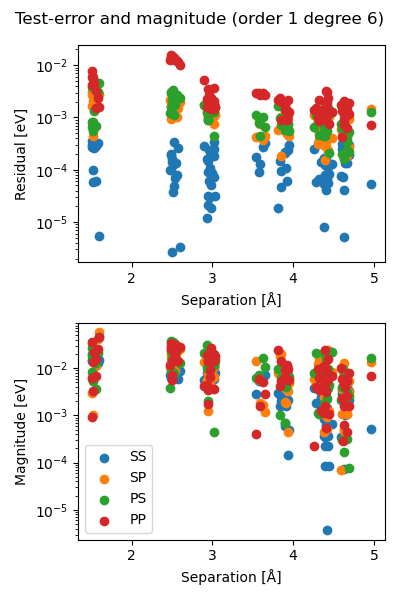 Test-error and magnitude (order 1 degree 6)
10⁻²
10⁻³
10⁻⁴
10⁻⁵
Residual [eV]
2 3 4 5
Separation [Å]
10⁻²
10⁻³
10⁻⁴
10⁻⁵
Magnitude [eV]
SS
SP
PS
PP
2 3 4 5
Separation [Å]